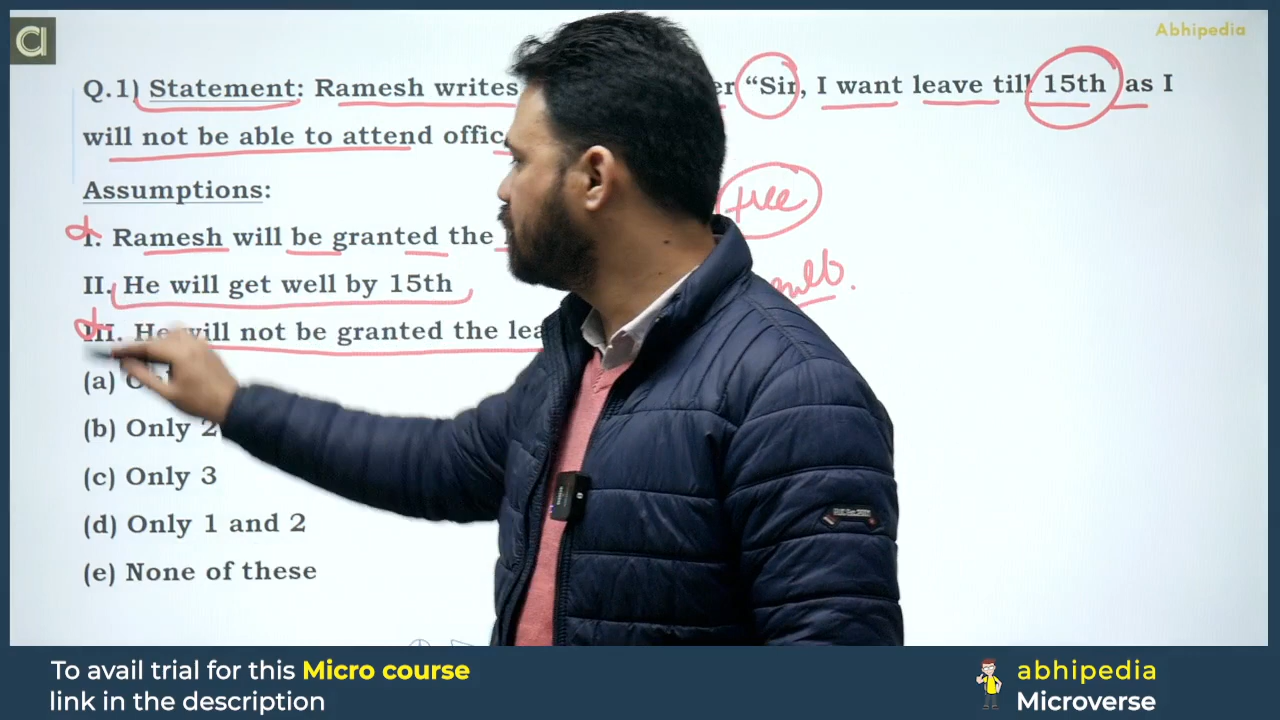 Abhipedia
Q.1) Statement: Ramesh writes "Sir, I want leave till 15th as I
will not be able to attend
Assumptions:
I. Ramesh will be granted the
free
II. He will get well by 15th
III. He will not be granted the
(a)
(b) Only 2
(c) Only 3
(d) Only 1 and 2
(e) None of these
To avail trial for this Micro course
link in the description
abhipedia
Microverse